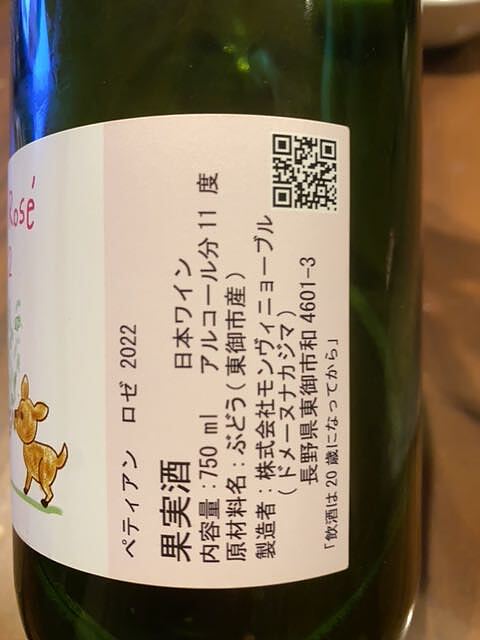 Rosé
2
ペティアン ロゼ 2022
果実酒 日本ワイン
内容量:750 ml アルコール分 11 度
原材料名:ぶどう(東御市産)
製造者:株式会社モンヴィニョーブル
(ドメーヌナカジマ)
長野県東御市和 4601-3
「飲酒は 20 歳になってから」